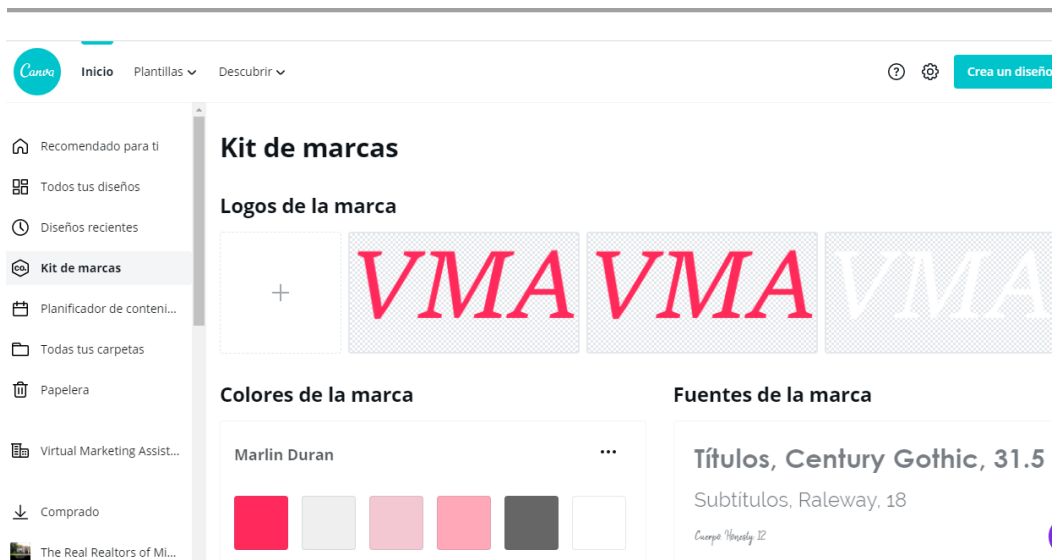 Canva
Inicio
Plantillas
Descubrir
Crea un diseño
Recomendado para ti
Todos tus diseños
Diseños recientes
CO.
Kit de marcas
Planificador de conteni...
Todas tus carpetas
Papelera
Virtual Marketing Assist...
Comprado
The Real Realtors of Mi...
Kit de marcas
Logos de la marca
VMA
VMA
VMA
Colores de la marca
Marlin Duran
Fuentes de la marca
Títulos, Century Gothic, 31.5
Subtítulos, Raleway, 18
Cuerpo Honesty 12